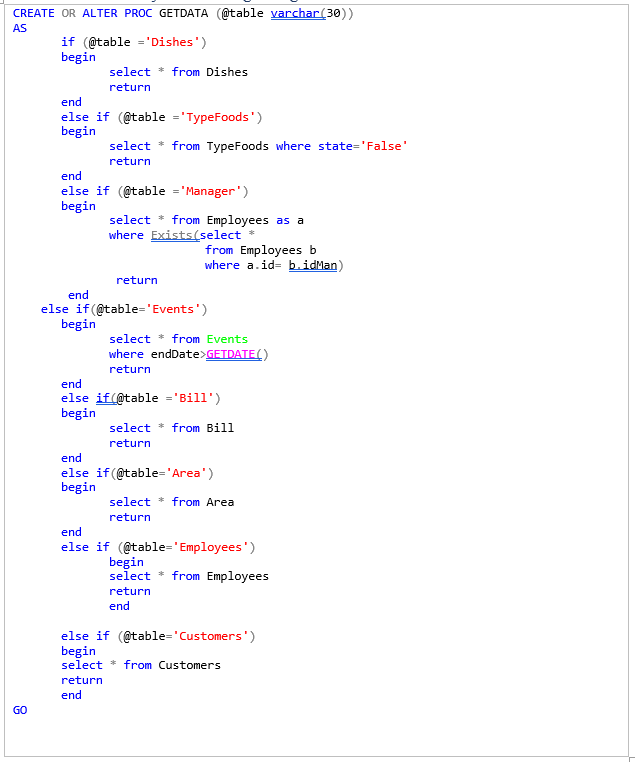 CREATE OR ALTER PROC GETDATA (@table varchar(30))
AS
if (@table ='Dishes')
begin
select * from Dishes
return
end
else if (@table ='TypeFoods')
begin
select * from TypeFoods where state='False'
return
end
else if (@table ='Manager')
begin
select * from Employees as a
where Exists(select *
from Employees b
where a.id= b.idMan)
return
end
else if(@table='Events')
begin
select * from Events
where endDate>GETDATE()
return
end
else if(@table ='Bill')
begin
select * from Bill
return
end
else if(@table='Area')
begin
select * from Area
return
end
else if (@table='Employees')
begin
select * from Employees
return
end
else if (@table='Customers')
begin
select * from Customers
return
end
GO